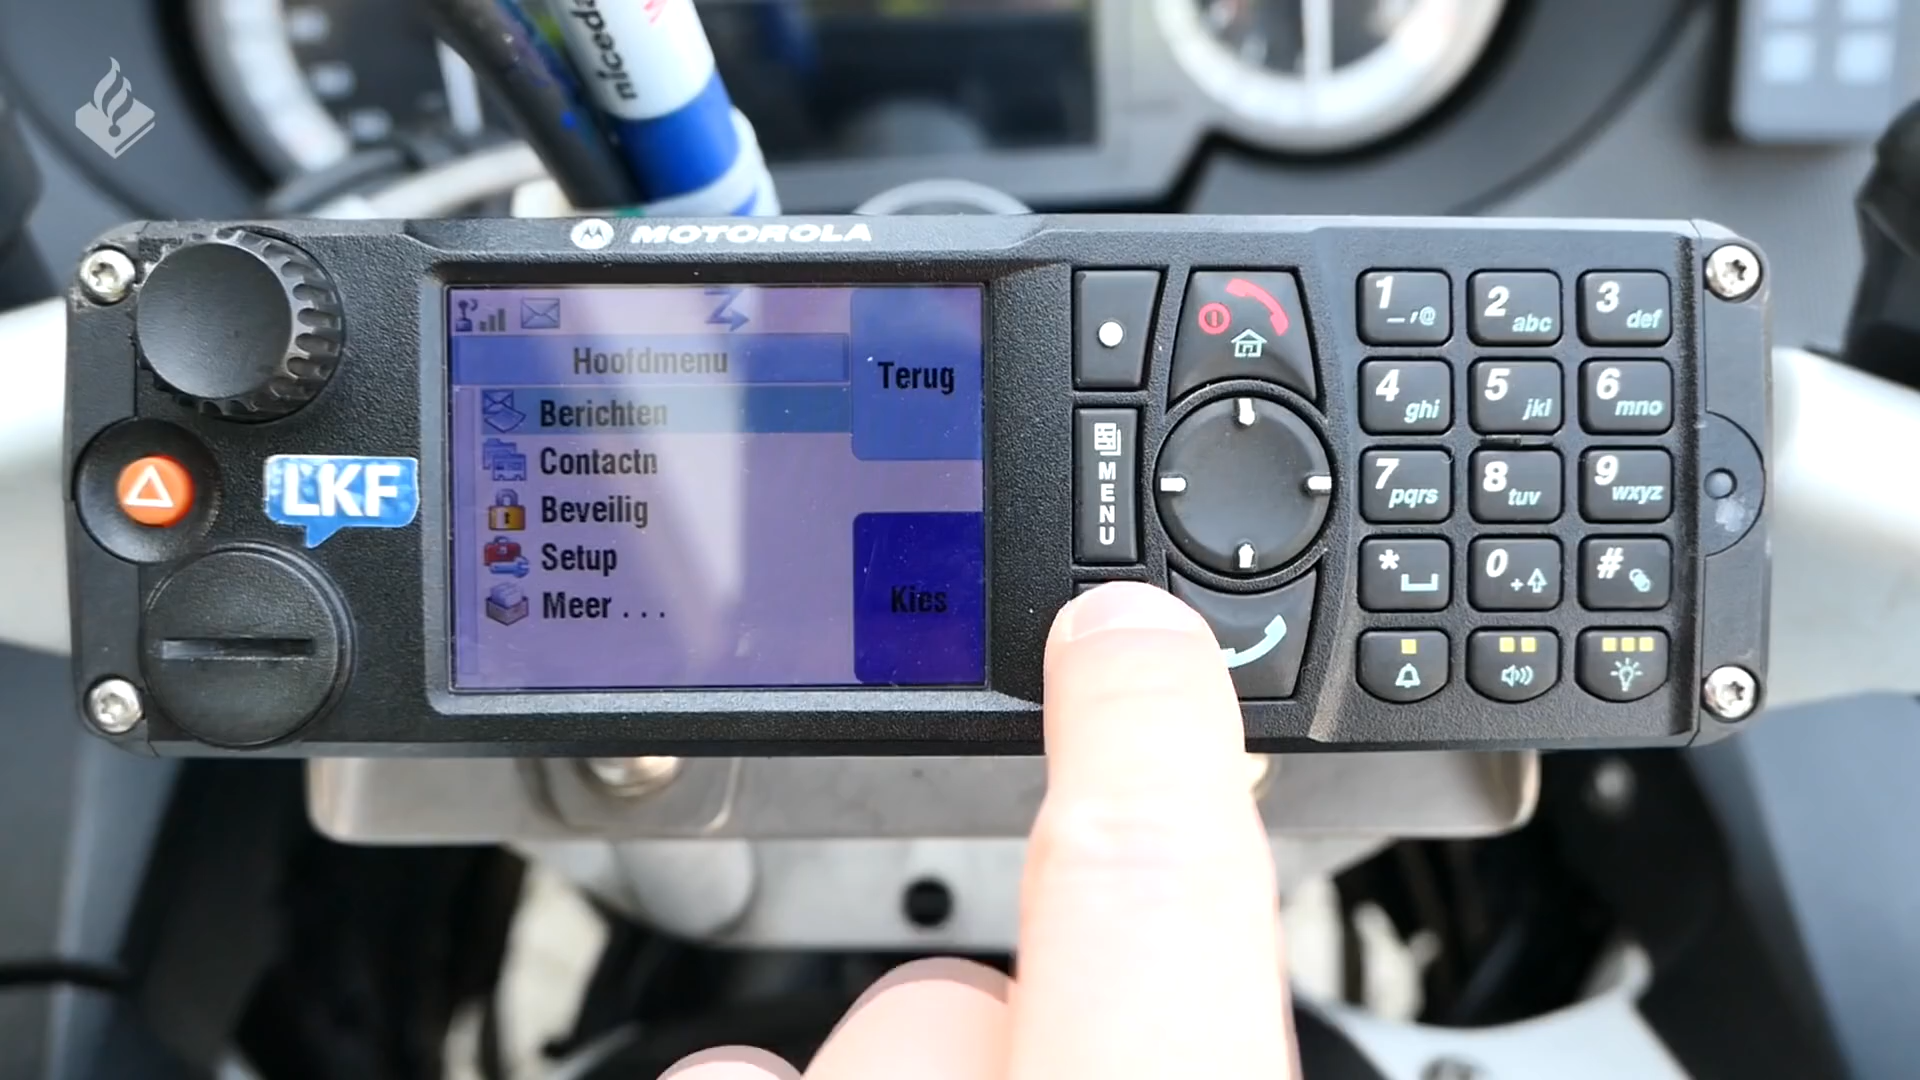 niceda
MOTOROLA
Hoofdmenu
Terug
Berichten
Contactn
Beveilig
Setup
Meer . . .
Kies
LKF
MENU
1 _,@
2 abc
3 def
4 ghi
5 jkl
6 mno
7 pqrs
8 tuv
9 wxyz
*
0 +
#